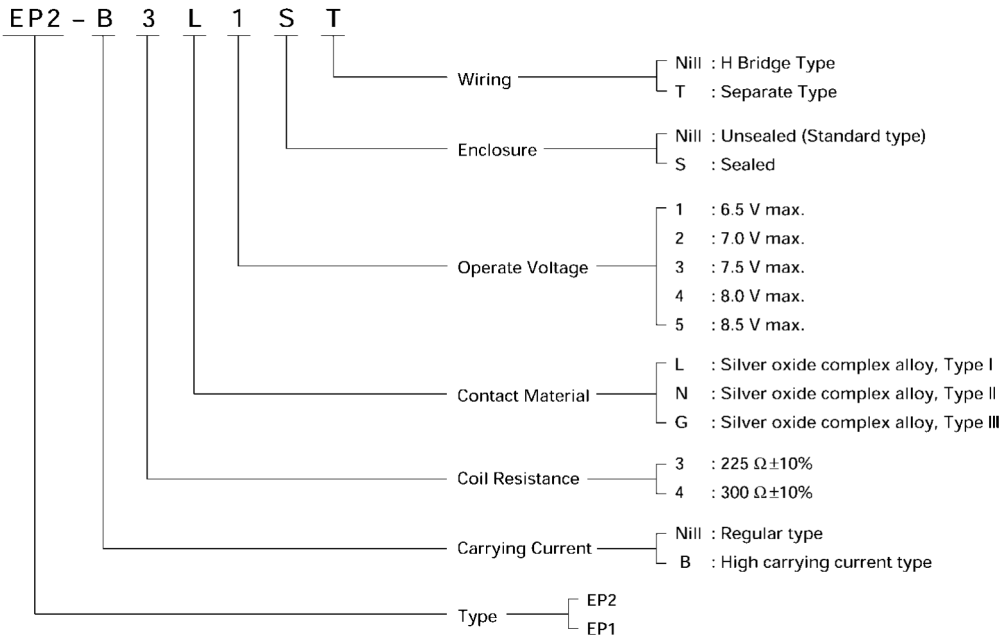 EP2 – B 3 L 1 S T
Wiring
Nill : H Bridge Type
T : Separate Type
Enclosure
Nill : Unsealed (Standard type)
S : Sealed
Operate Voltage
1 : 6.5 V max.
2 : 7.0 V max.
3 : 7.5 V max.
4 : 8.0 V max.
5 : 8.5 V max.
Contact Material
L : Silver oxide complex alloy, Type I
N : Silver oxide complex alloy, Type II
G : Silver oxide complex alloy, Type III
Coil Resistance
3 : 225 Ω±10%
4 : 300 Ω±10%
Carrying Current
Nill : Regular type
B : High carrying current type
Type
EP2
EP1